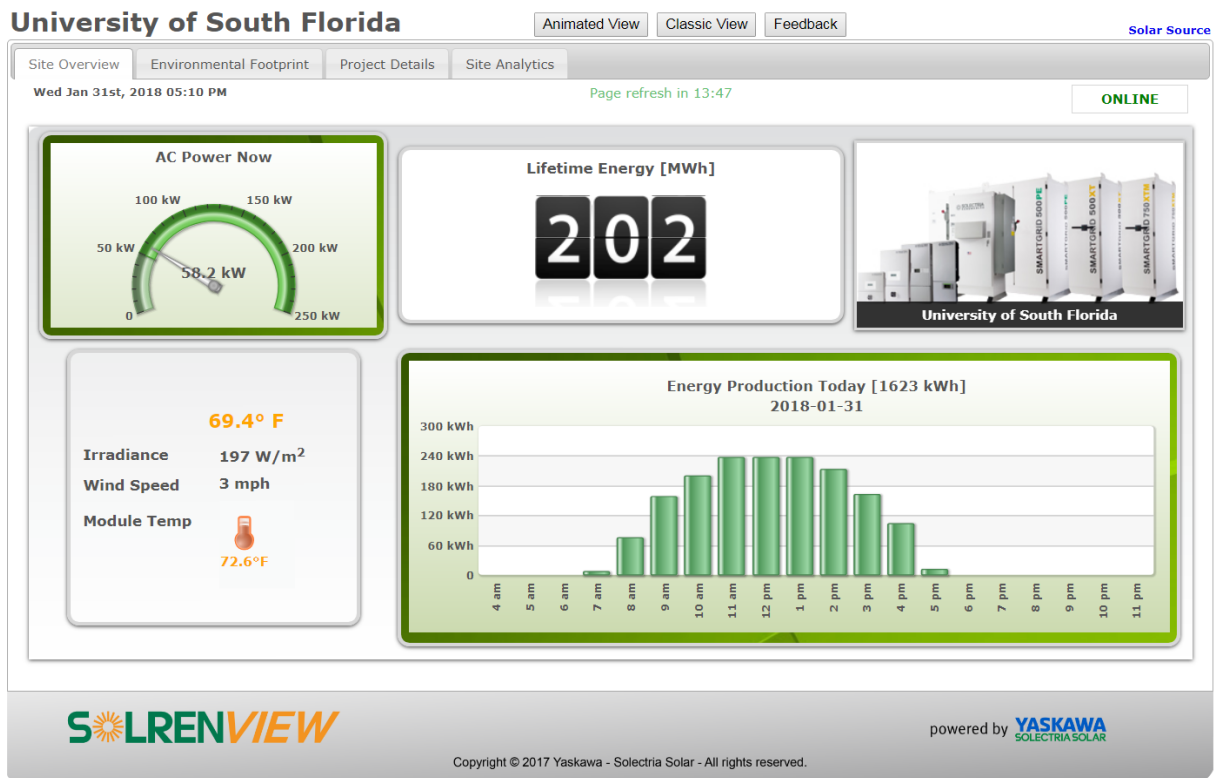 University of South Florida
Animated View
Classic View
Feedback
Solar Source
Site Overview
Environmental Footprint
Project Details
Site Analytics
Wed Jan 31st, 2018 05:10 PM
Page refresh in 13:47
ONLINE
AC Power Now
100 kW
150 kW
50 kW
200 kW
58.2 kW
0
250 kW
Lifetime Energy [MWh]
202
SOLECTRIA
SMARTGRID 500PE
SMARTGRID 500XT
SMARTGRID 750XTM
University of South Florida
69.4° F
Irradiance 197 W/m²
Wind Speed 3 mph
Module Temp
72.6°F
Energy Production Today [1623 kWh]
2018-01-31
300 kWh
240 kWh
180 kWh
120 kWh
60 kWh
0
4 am
5 am
6 am
7 am
8 am
9 am
10 am
11 am
12 pm
1 pm
2 pm
3 pm
4 pm
5 pm
6 pm
7 pm
8 pm
9 pm
10 pm
11 pm
SOLRENVIEW
powered by YASKAWA
SOLECTRIA SOLAR
Copyright © 2017 Yaskawa - Solectria Solar - All rights reserved.